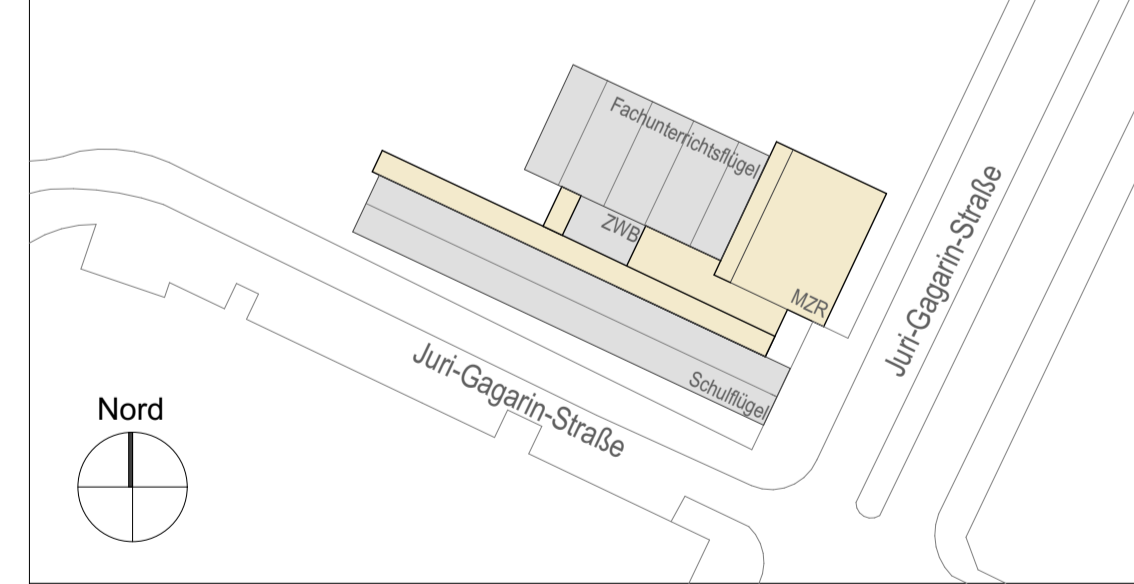 Fachunterrichtsflügel
ZWB
MZR
Juri-Gagarin-Straße
Schulflügel
Juri-Gagarin-Straße
Nord